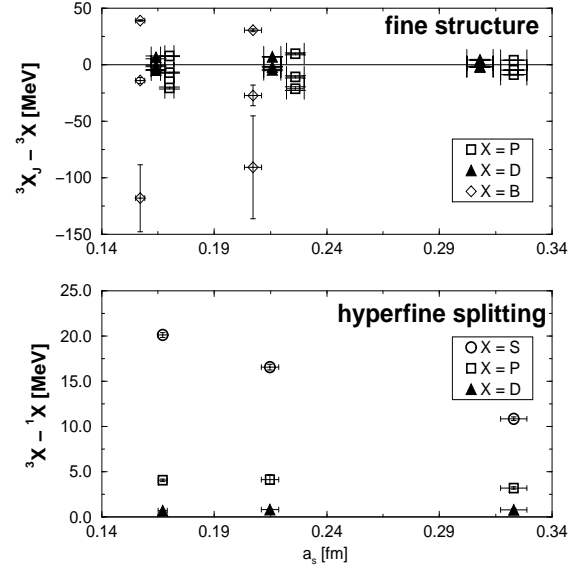 fine structure
50
0
−50
−100
−150
³X_J − ³X [MeV]
X = P
X = D
X = B
0.14 0.19 0.24 0.29 0.34
hyperfine splitting
25.0
20.0
15.0
10.0
5.0
0.0
³X − ¹X [MeV]
X = S
X = P
X = D
0.14 0.19 0.24 0.29 0.34
a_s [fm]